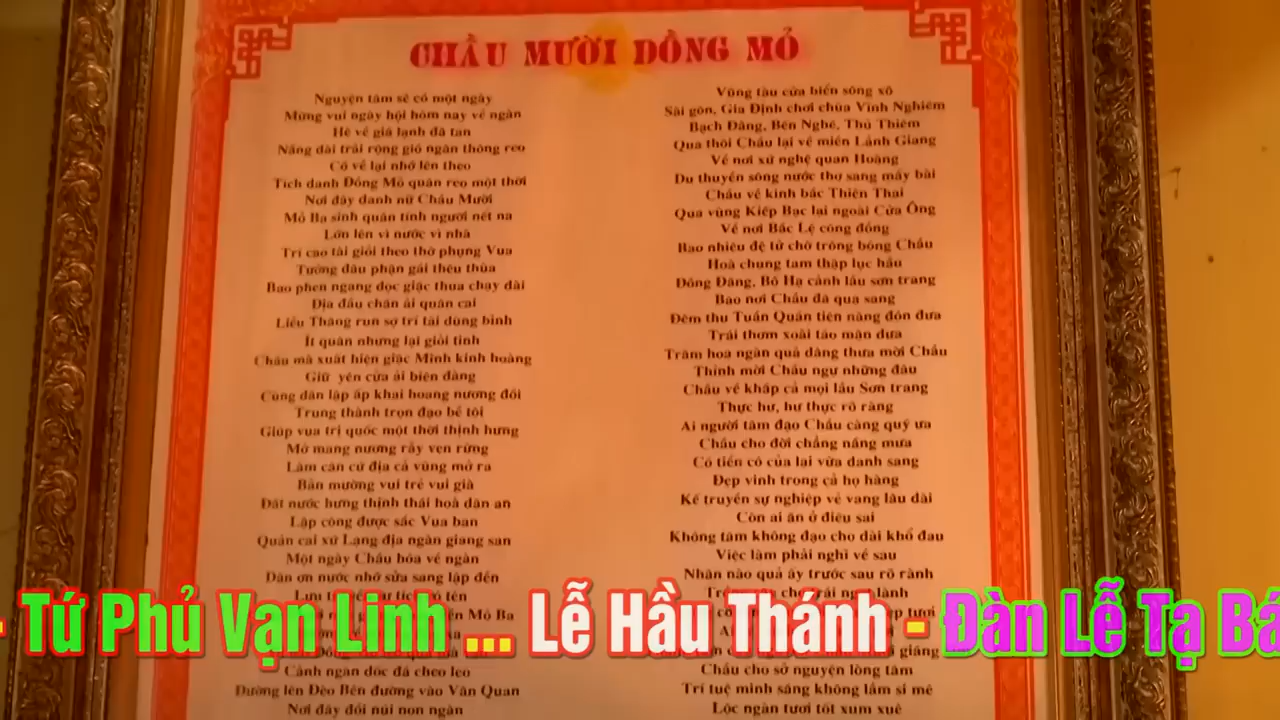 CHẦU MƯỜI ĐỒNG MỎ
Nguyện tâm sẽ có một ngày
Mừng vui ngày hội hôm nay về ngàn
Hè về giá lạnh đã tan
Nắng dài trải rộng gió ngàn thông reo
Có về lại nhớ lên theo
Tích danh Đồng Mỏ quân reo một thời
Nơi đây danh nữ Chầu Mười
Mỏ Ba sinh quán tính người nết na
Lớn lên vì nước vì nhà
Trí cao tài giỏi theo thờ phụng Vua
Tưởng đâu phận gái thêu thùa
Bao phen ngang dọc giặc thua chạy dài
Địa đầu chấn ải quân cai
Liễu Thăng run sợ trí tài dùng binh
Ít quân nhưng lại giỏi tinh
Chầu mà xuất hiện giặc Minh kinh hoàng
Giữ yên cửa ải biên đàng
Cùng dân lập ấp khai hoang nương đồi
Trung thành trọn đạo bề tôi
Giúp vua trị quốc một thời thịnh hưng
Mở mang nương rẫy ven rừng
Làm căn cứ địa cả vùng mở ra
Bản mường vui trẻ vui già
Đất nước hưng thịnh thái hoà dân an
Lập công được sắc Vua ban
Quản cai xứ Lạng địa ngàn giang san
Một ngày Chầu hóa về ngàn
Dân ơn nước nhớ sửa sang lập đền
Mỏ Ba
Cảnh ngàn dốc đá cheo leo
Đường lên Đèo Bén đường vào Văn Quan
Nơi đây đồi núi non ngàn
Vũng tàu cửa biển sóng xô
Sài gòn, Gia Định chơi chùa Vĩnh Nghiêm
Bạch Đằng, Bến Nghé, Thủ Thiêm
Qua thôi Chầu lại về miền Lảnh Giang
Về nơi xứ nghệ quan Hoàng
Du thuyền sông nước thơ sang mấy bài
Chầu về kinh bắc Thiên Thai
Qua vùng Kiếp Bạc lại ngoài Cửa Ông
Về nơi Bắc Lệ công đồng
Bao nhiêu đệ tử chờ trông bóng Chầu
Hoà chung tam thập lục hầu
Đồng Đăng, Bỏ Hạ cảnh lầu sơn trang
Bao nơi Chầu đã qua sang
Đêm thu Tuần Quán tiên nàng đón đưa
Trái thơm xoài táo mận dưa
Trăm hoa ngàn quả dâng thưa mời Chầu
Thỉnh mời Chầu ngự những đâu
Chầu về khắp cả mọi lầu Sơn trang
Thực hư, hư thực rõ ràng
Ai người tâm đạo Chầu càng quý ưa
Chầu cho đời chẳng nắng mưa
Có tiền có của lại vừa danh sang
Đẹp vinh trong cả họ hàng
Kế truyền sự nghiệp vẻ vang lâu dài
Còn ai ăn ở điêu sai
Không tâm không đạo cho dài khổ đau
Việc làm phải nghĩ về sau
Nhân nào quả ấy trước sau rõ rành
Chầu cho sở nguyện lòng tâm
Trí tuệ minh sáng không lầm si mê
Lộc ngàn tươi tốt xum xuê
- Tứ Phủ Vạn Linh ... Lễ Hầu Thánh - Đàn Lễ Tạ